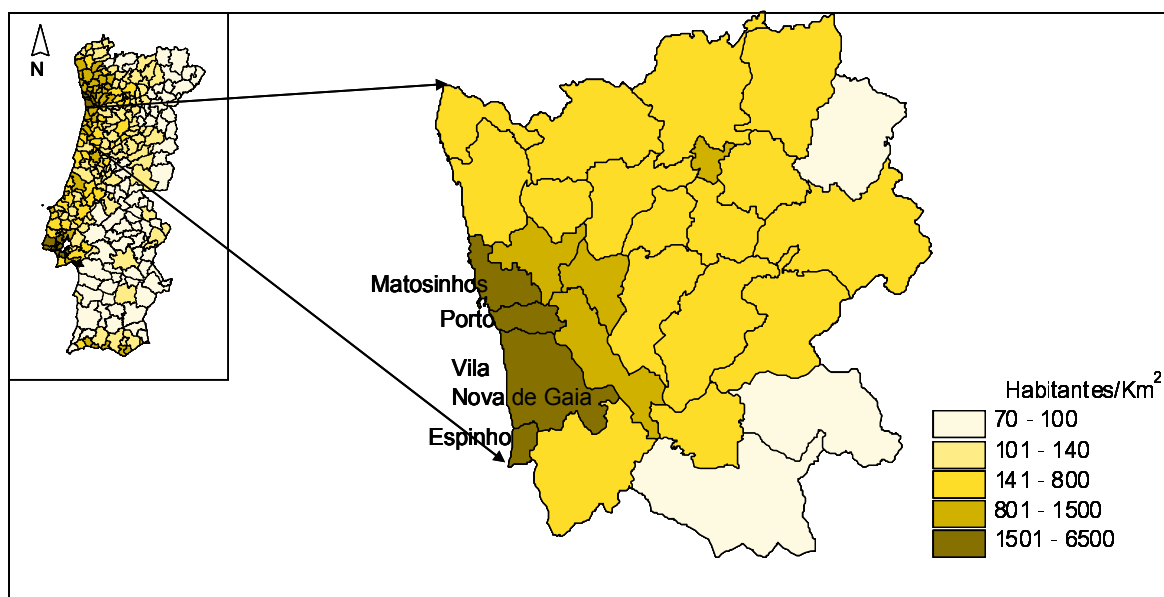 N
Matosinhos
Porto
Vila
Nova de Gaia
Espinho
Habitantes/Km²
70 - 100
101 - 140
141 - 800
801 - 1500
1501 - 6500